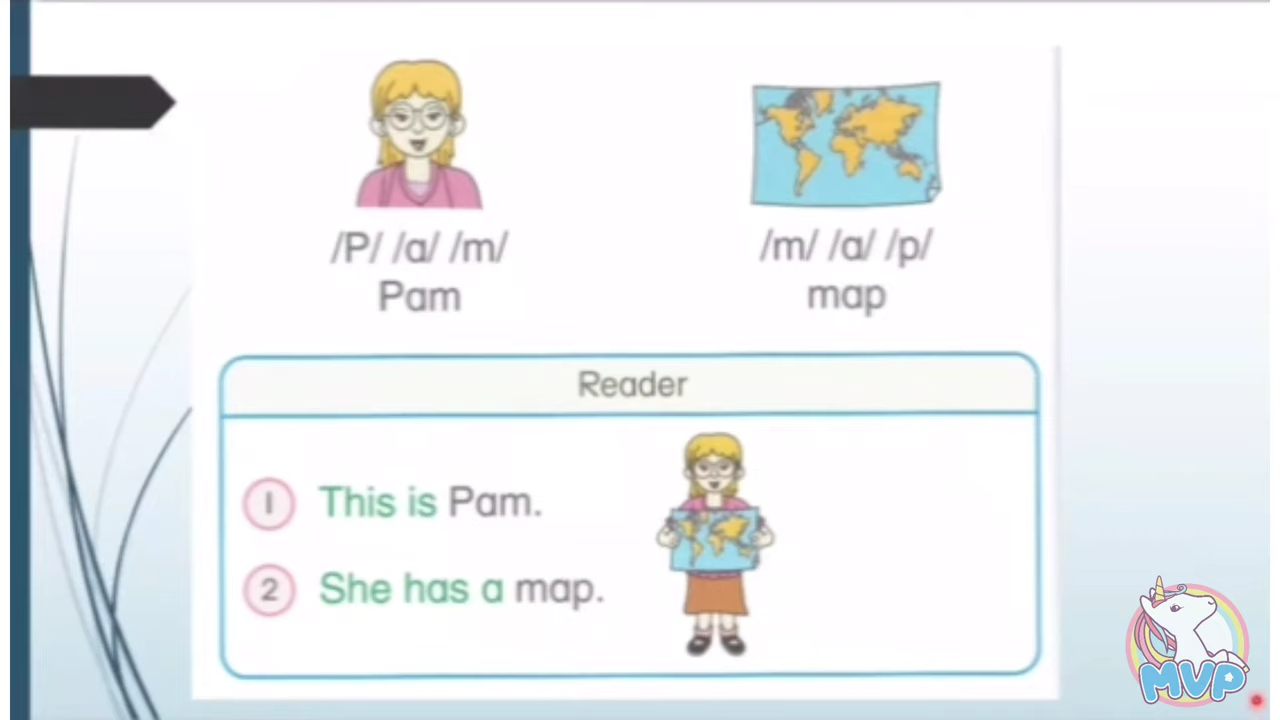 /P/ /a/ /m/
Pam
/m/ /a/ /p/
map
Reader
1 This is Pam.
2 She has a map.
MVP